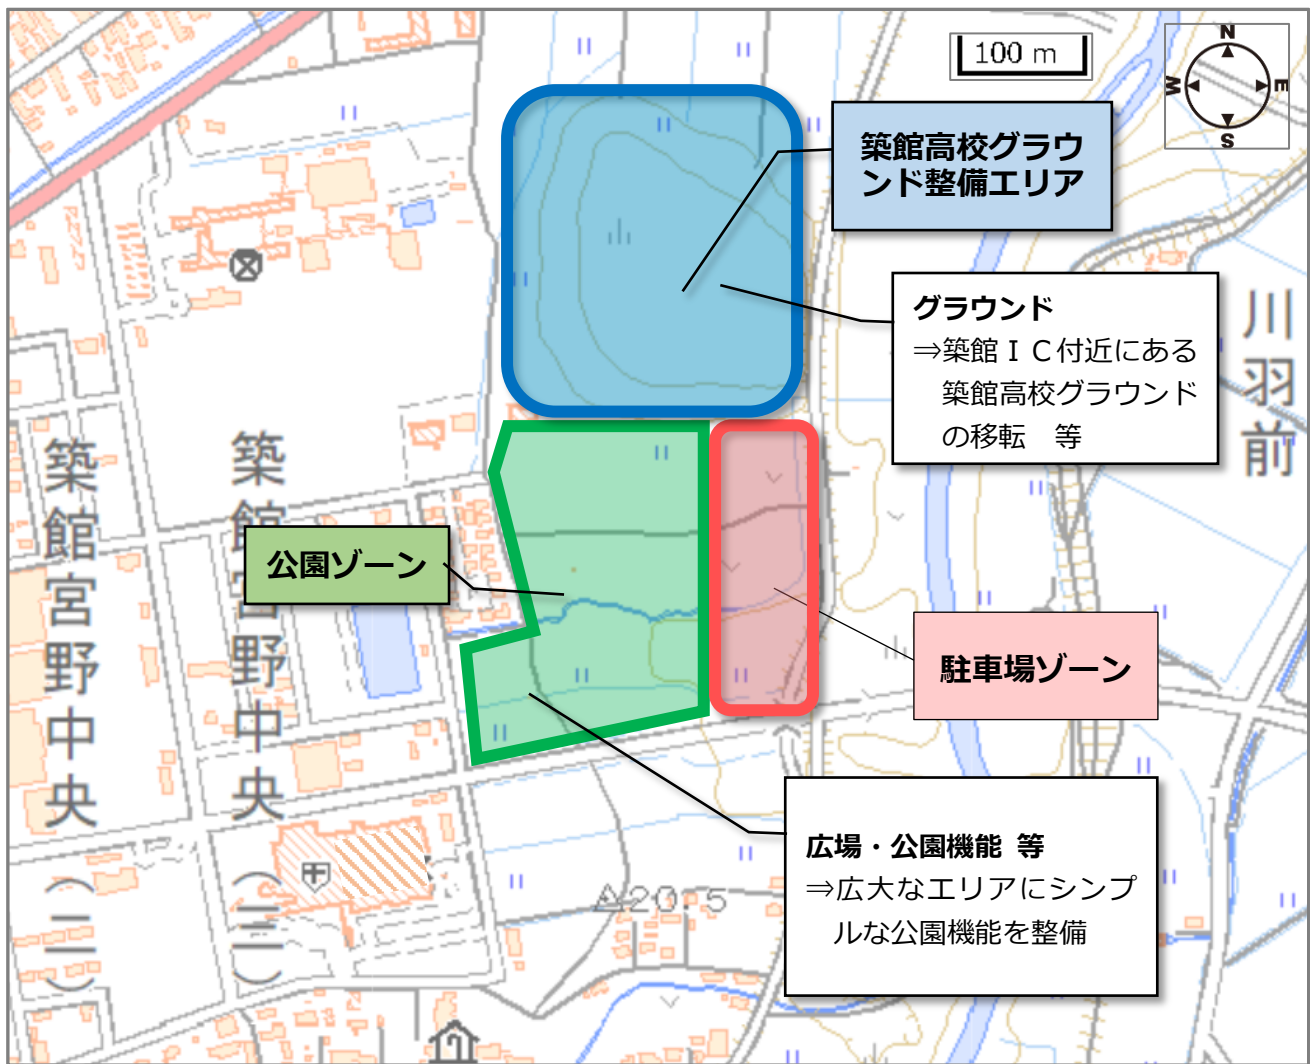 100 m
N
W
E
S
築館高校グラウ
ンド整備エリア
グラウンド
⇒築館ＩＣ付近にある
築館高校グラウンド
の移転　等
川羽前
築館宮野中央（二）
築館宮野中央（三）
公園ゾーン
駐車場ゾーン
広場・公園機能 等
⇒広大なエリアにシンプ
ルな公園機能を整備
20.5